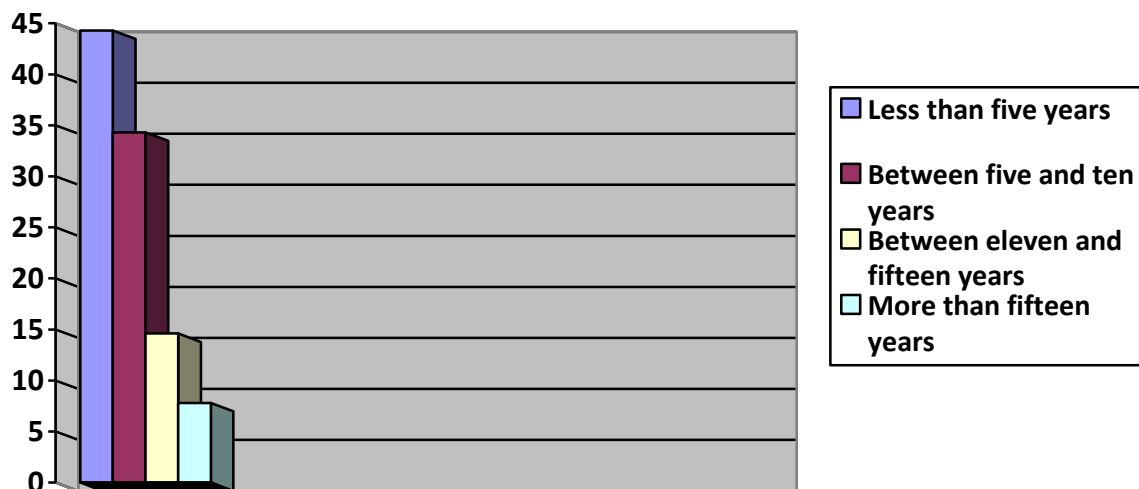 45
40
35
30
25
20
15
10
5
0
Less than five years
Between five and ten
years
Between eleven and
fifteen years
More than fifteen
years